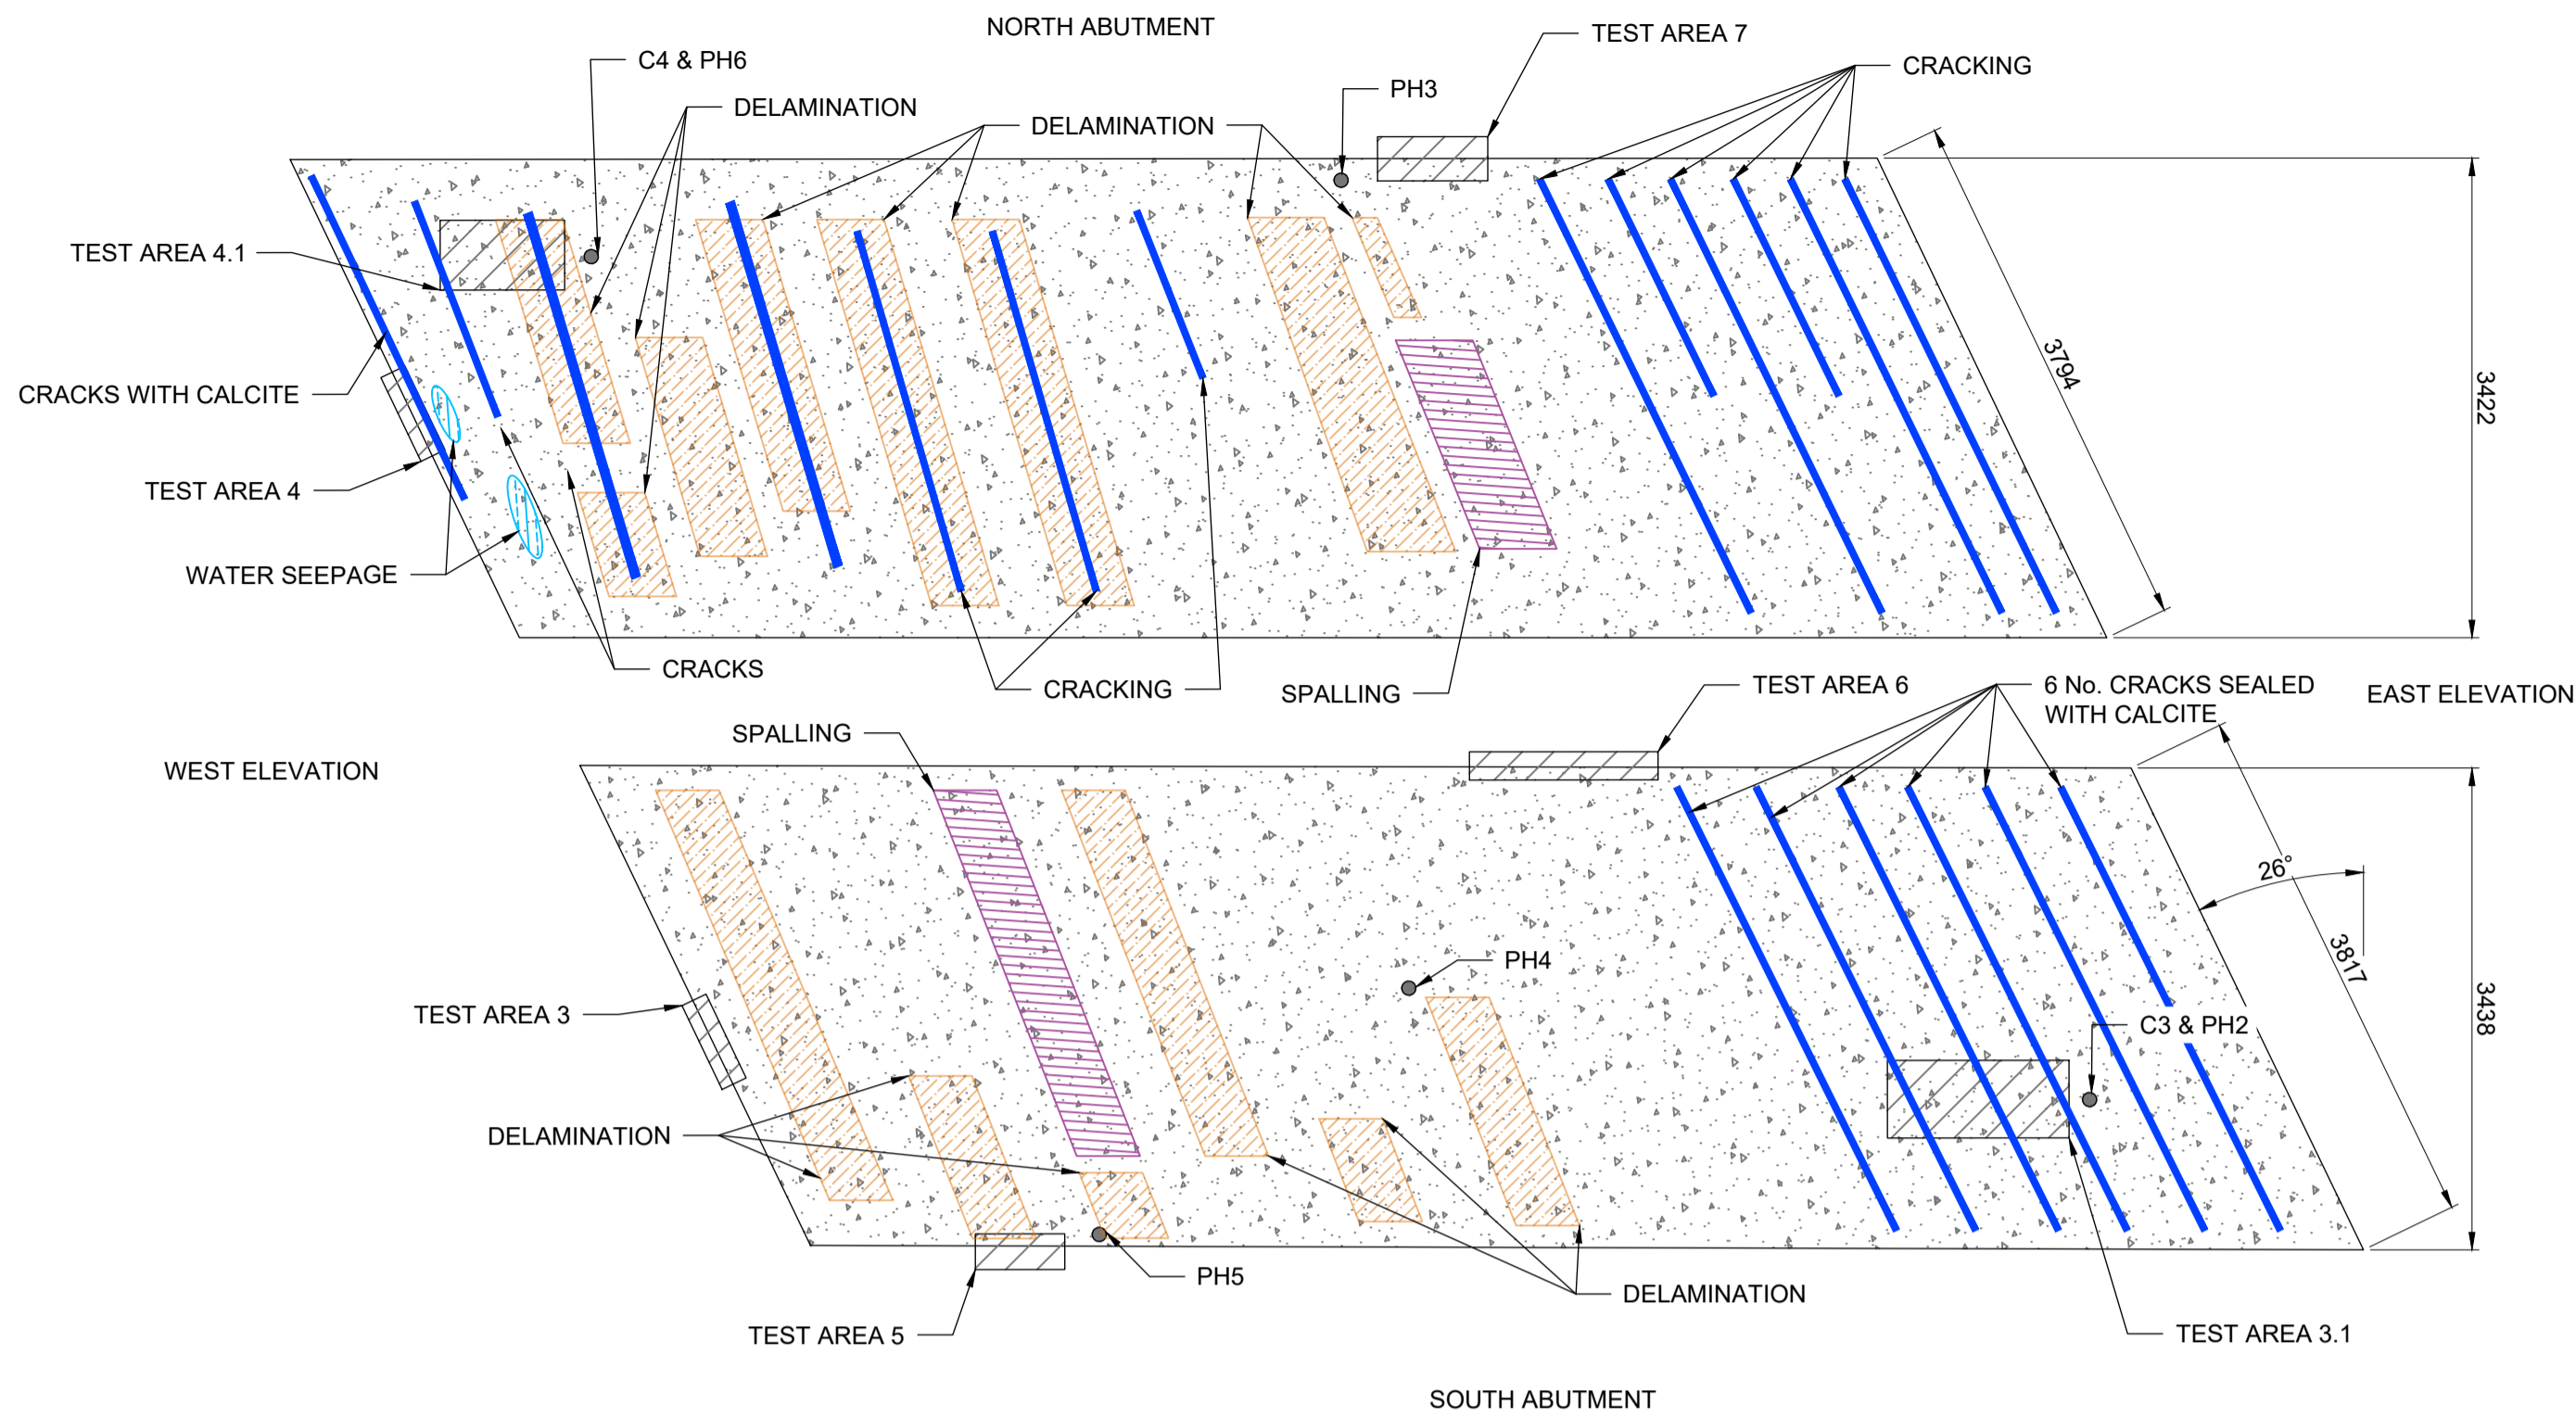 NORTH ABUTMENT
TEST AREA 7
C4 & PH6
CRACKING
PH3
DELAMINATION
DELAMINATION
TEST AREA 4.1
3794
CRACKS WITH CALCITE
3422
TEST AREA 4
WATER SEEPAGE
CRACKS
CRACKING
SPALLING
TEST AREA 6
6 No. CRACKS SEALED
WITH CALCITE
EAST ELEVATION
SPALLING
WEST ELEVATION
26°
PH4
3817
TEST AREA 3
C3 & PH2
3438
DELAMINATION
PH5
DELAMINATION
TEST AREA 5
TEST AREA 3.1
SOUTH ABUTMENT